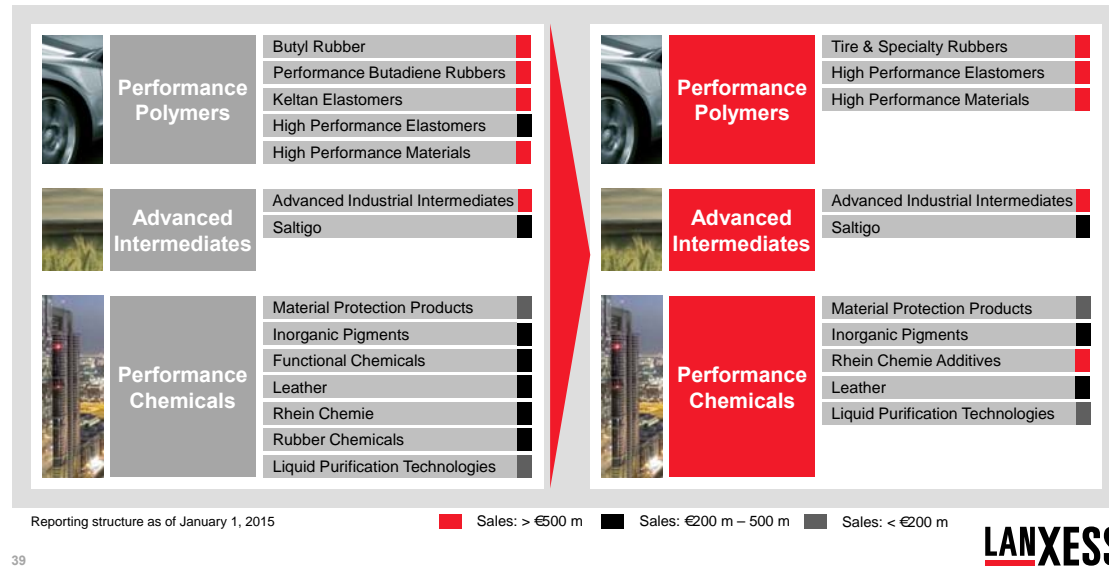 Performance
Polymers
Butyl Rubber
Performance Butadiene Rubbers
Keltan Elastomers
High Performance Elastomers
High Performance Materials
Advanced
Intermediates
Advanced Industrial Intermediates
Saltigo
Performance
Chemicals
Material Protection Products
Inorganic Pigments
Functional Chemicals
Leather
Rhein Chemie
Rubber Chemicals
Liquid Purification Technologies
Performance
Polymers
Tire & Specialty Rubbers
High Performance Elastomers
High Performance Materials
Advanced
Intermediates
Advanced Industrial Intermediates
Saltigo
Performance
Chemicals
Material Protection Products
Inorganic Pigments
Rhein Chemie Additives
Leather
Liquid Purification Technologies
Reporting structure as of January 1, 2015
Sales: > €500 m
Sales: €200 m – 500 m
Sales: < €200 m
39
LANXESS